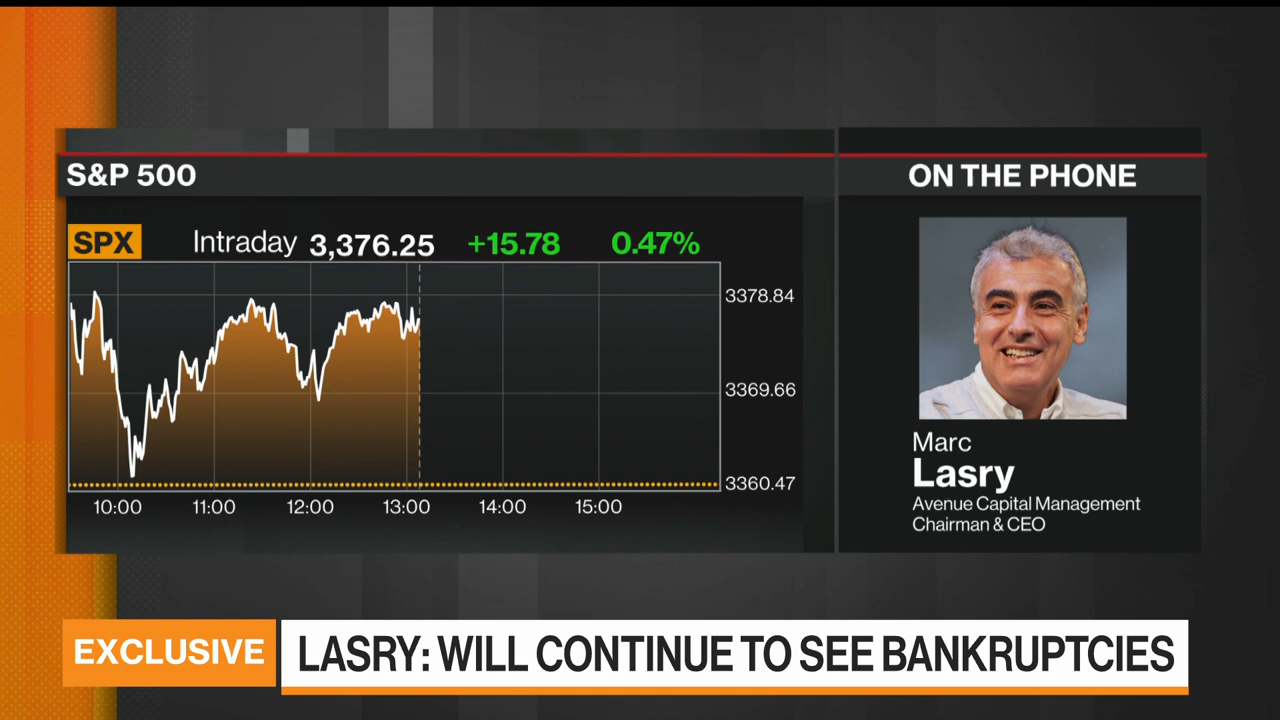 S&P 500
SPX Intraday 3,376.25 +15.78 0.47%
3378.84
3369.66
3360.47
10:00 11:00 12:00 13:00 14:00 15:00
ON THE PHONE
Marc
Lasry
Avenue Capital Management
Chairman & CEO
EXCLUSIVE
LASRY: WILL CONTINUE TO SEE BANKRUPTCIES